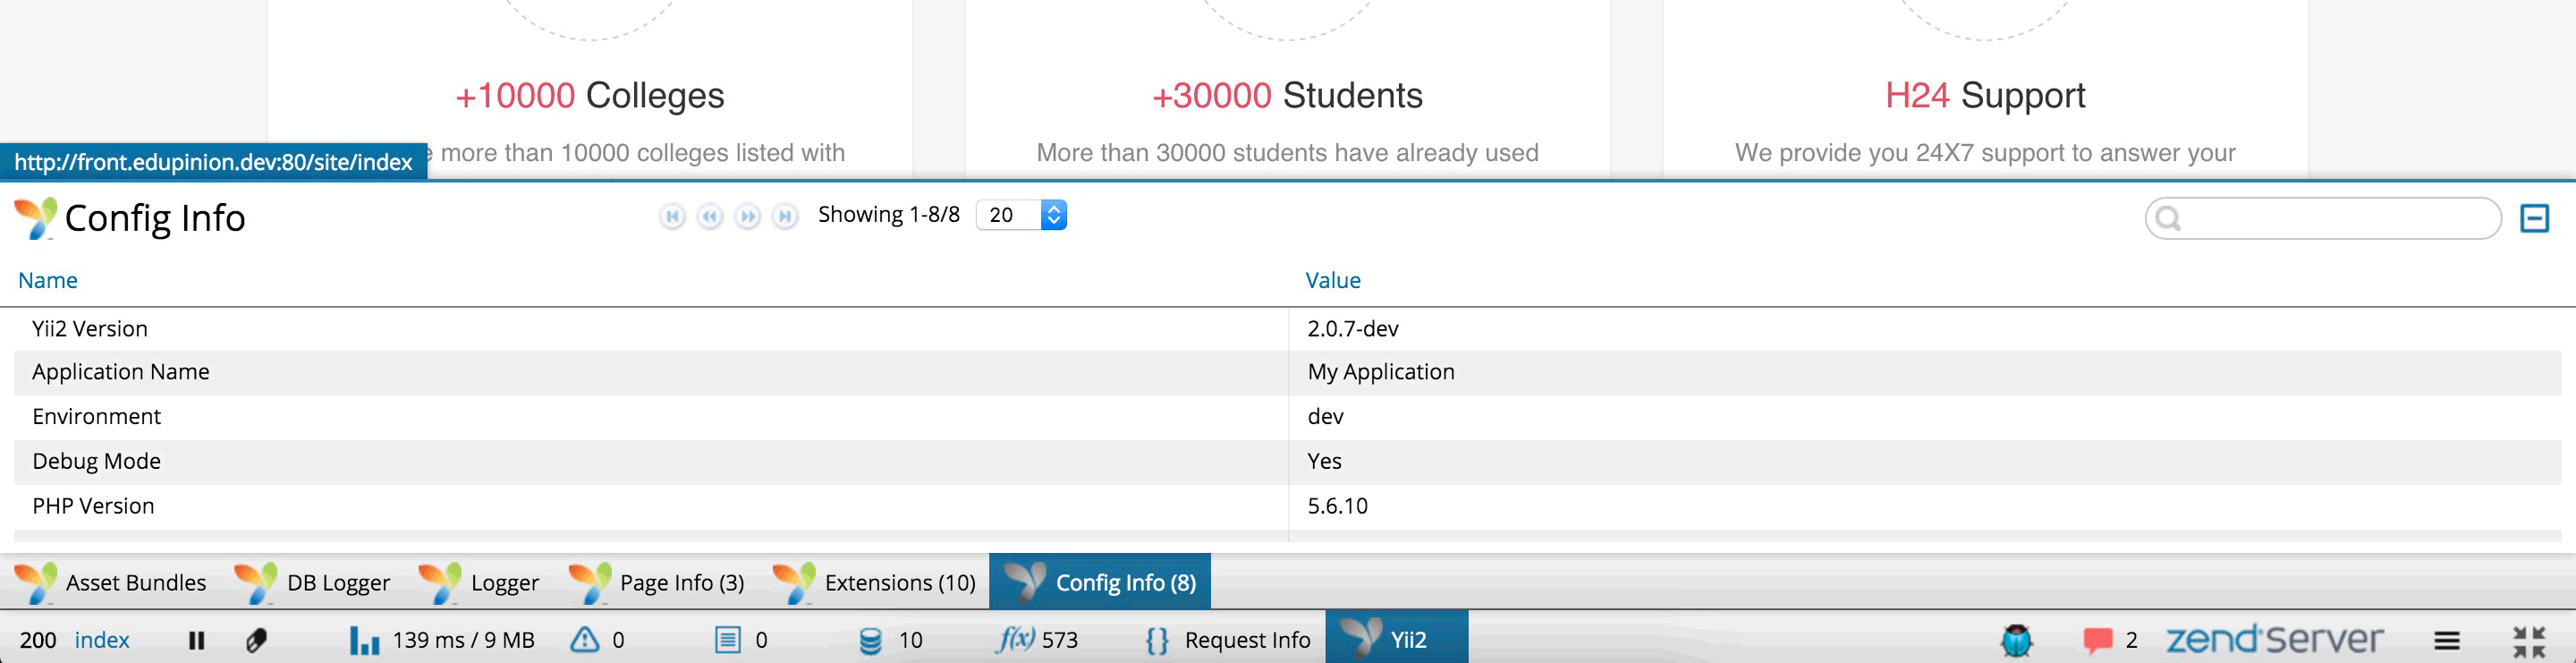 +10000 Colleges
+30000 Students
H24 Support
more than 10000 colleges listed with
More than 30000 students have already used
We provide you 24X7 support to answer your
http://front.edupinion.dev:80/site/index
Config Info
Showing 1-8/8
20
Name
Value
Yii2 Version
2.0.7-dev
Application Name
My Application
Environment
dev
Debug Mode
Yes
PHP Version
5.6.10
Asset Bundles
DB Logger
Logger
Page Info (3)
Extensions (10)
Config Info (8)
200 index
139 ms / 9 MB
0
0
10
f(x) 573
{} Request Info
Yii2
2
zend Server